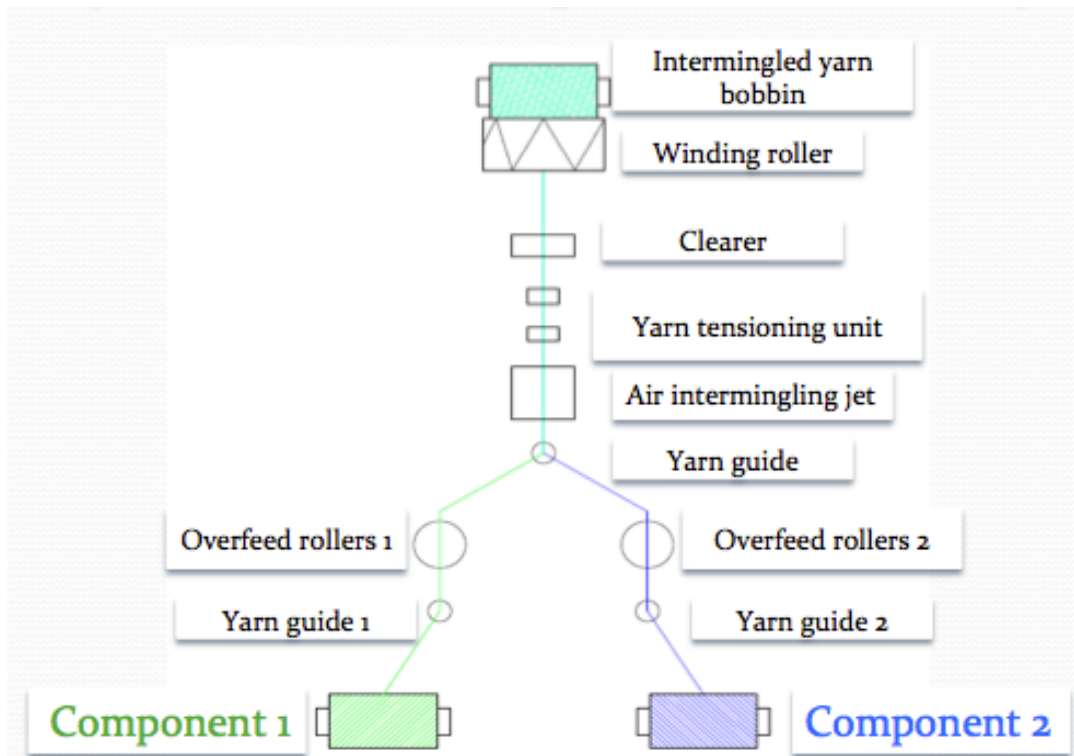 Intermingled yarn
bobbin
Winding roller
Clearer
Yarn tensioning unit
Air intermingling jet
Yarn guide
Overfeed rollers 1
Overfeed rollers 2
Yarn guide 1
Yarn guide 2
Component 1
Component 2